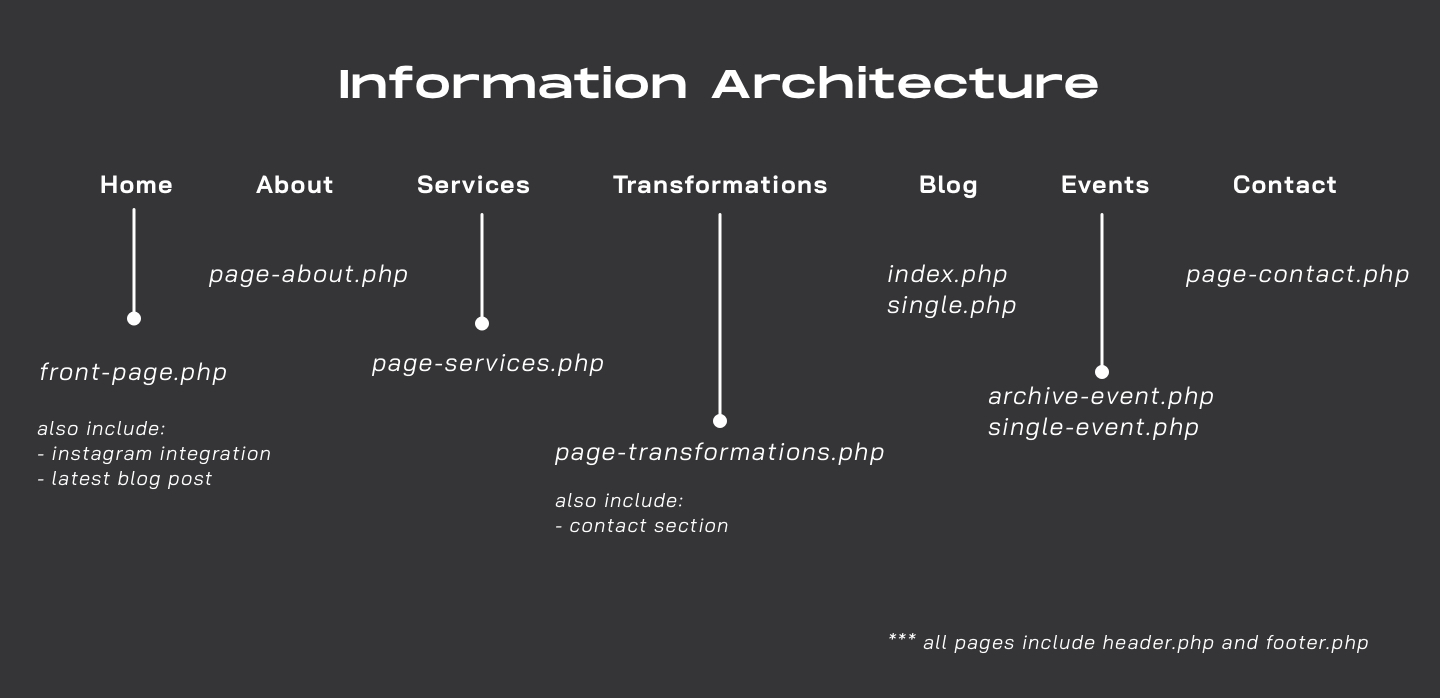 Information Architecture
Home
About
Services
Transformations
Blog
Events
Contact
page-about.php
index.php
single.php
page-contact.php
front-page.php
page-services.php
archive-event.php
single-event.php
also include:
- instagram integration
- latest blog post
page-transformations.php
also include:
- contact section
*** all pages include header.php and footer.php